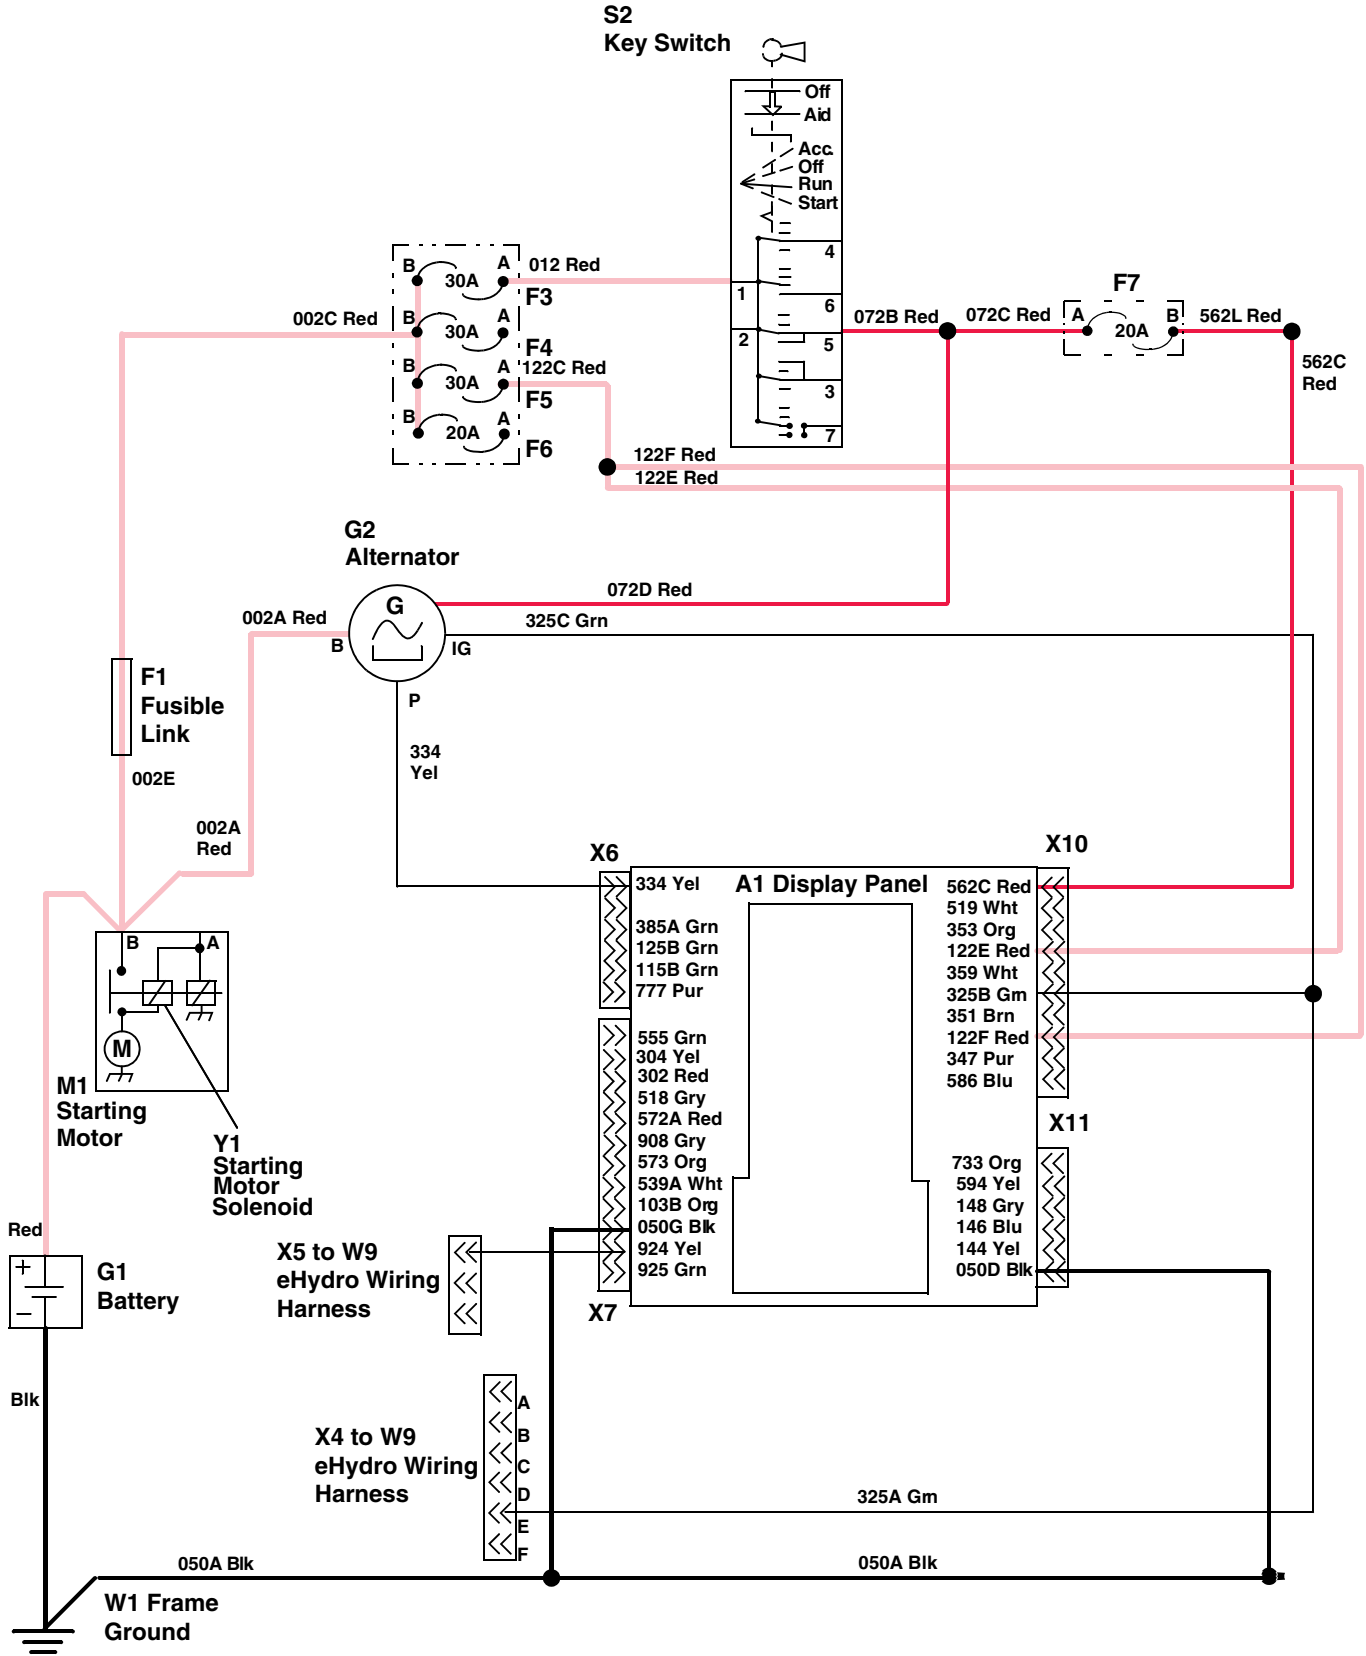 S2
Key Switch
Off
Aid
Acc.
Off
Run
Start
4
1
6
2
5
3
7
B
30A
A
F3
012 Red
002C Red
B
30A
A
F4
B
30A
A
F5
122C Red
B
20A
A
F6
072B Red
072C Red
F7
A
20A
B
562L Red
562C
Red
122F Red
122E Red
G2
Alternator
G
072D Red
002A Red
B
325C Grn
IG
P
334
Yel
F1
Fusible
Link
002E
002A
Red
B
A
M
M1
Starting
Motor
Y1
Starting
Motor
Solenoid
X6
334 Yel
385A Grn
125B Grn
115B Grn
777 Pur
A1 Display Panel
X10
562C Red
519 Wht
353 Org
122E Red
359 Wht
325B Grn
351 Brn
122F Red
347 Pur
586 Blu
555 Grn
304 Yel
302 Red
518 Gry
572A Red
908 Gry
573 Org
539A Wht
103B Org
050G Blk
924 Yel
925 Grn
X7
X11
733 Org
594 Yel
148 Gry
146 Blu
144 Yel
050D Blk
Red
+
−
G1
Battery
Blk
X5 to W9
eHydro Wiring
Harness
X4 to W9
eHydro Wiring
Harness
A
B
C
D
E
F
325A Grn
050A Blk
050A Blk
W1 Frame
Ground